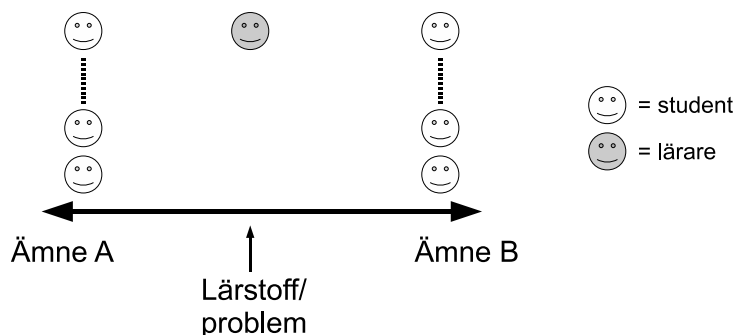 = student
= lärare
Ämne A
Ämne B
Lärstoff/
problem